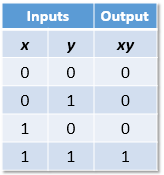 Inputs Output
x y xy
0 0 0
0 1 0
1 0 0
1 1 1